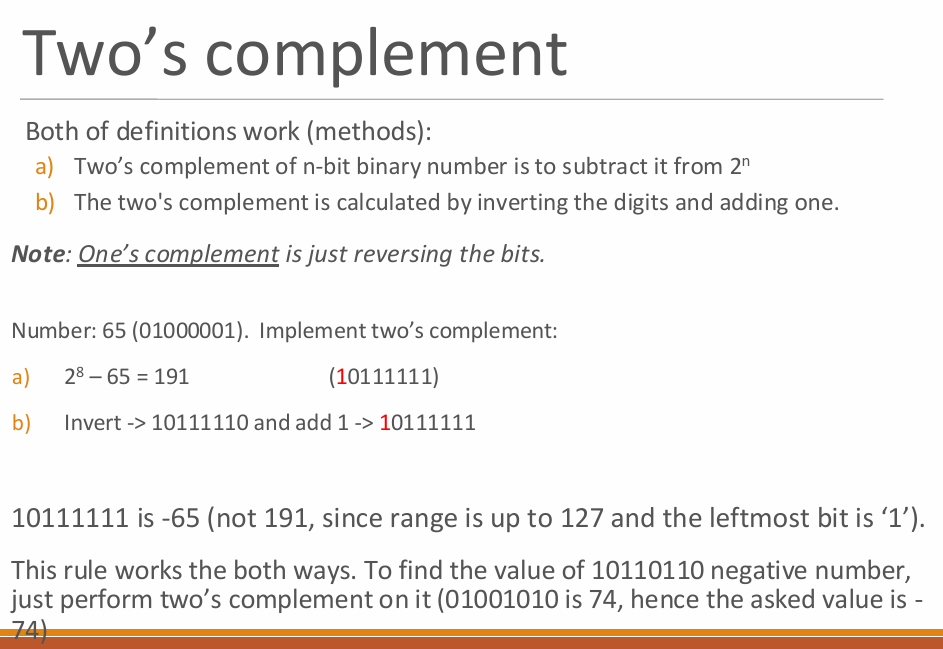 Two’s complement
Both of definitions work (methods):
a) Two’s complement of n-bit binary number is to subtract it from 2ⁿ
b) The two's complement is calculated by inverting the digits and adding one.
Note: One’s complement is just reversing the bits.
Number: 65 (01000001). Implement two’s complement:
a) 2⁸ – 65 = 191 (10111111)
b) Invert -> 10111110 and add 1 -> 10111111
10111111 is -65 (not 191, since range is up to 127 and the leftmost bit is ‘1’).
This rule works the both ways. To find the value of 10110110 negative number,
just perform two’s complement on it (01001010 is 74, hence the asked value is -
74)